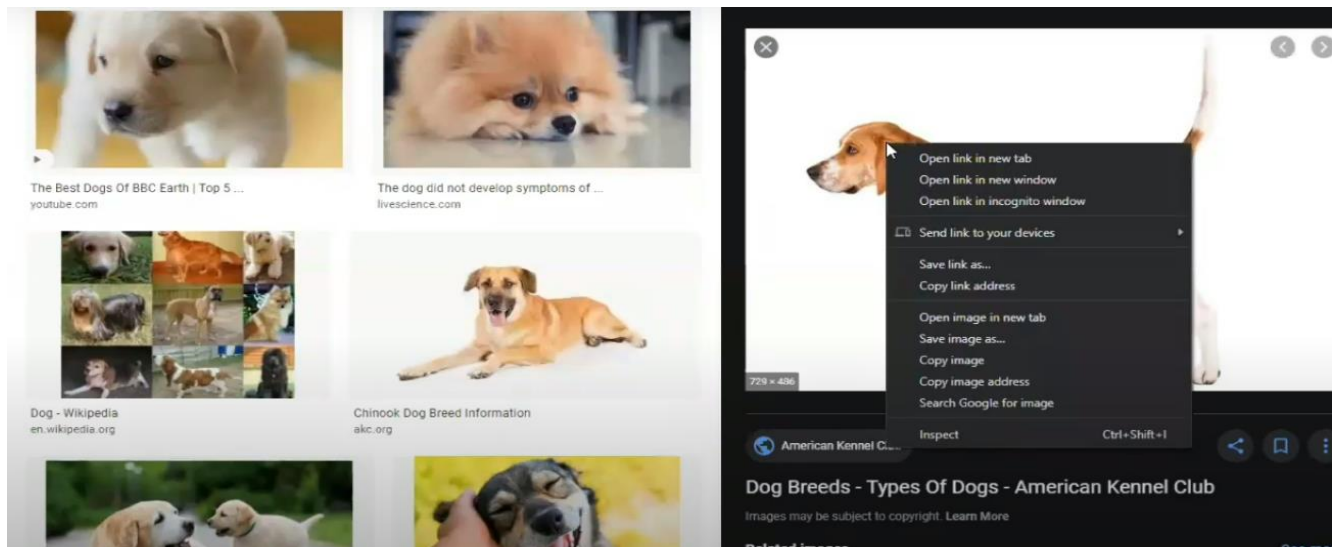 The Best Dogs Of BBC Earth | Top 5 ...
youtube.com
The dog did not develop symptoms of ...
livescience.com
Dog - Wikipedia
en.wikipedia.org
Chinook Dog Breed Information
akc.org
Open link in new tab
Open link in new window
Open link in incognito window
Send link to your devices
Save link as...
Copy link address
Open image in new tab
Save image as...
Copy image
Copy image address
Search Google for image
Inspect Ctrl+Shift+I
729 × 486
American Kennel
Dog Breeds - Types Of Dogs - American Kennel Club
Images may be subject to copyright. Learn More
Related images